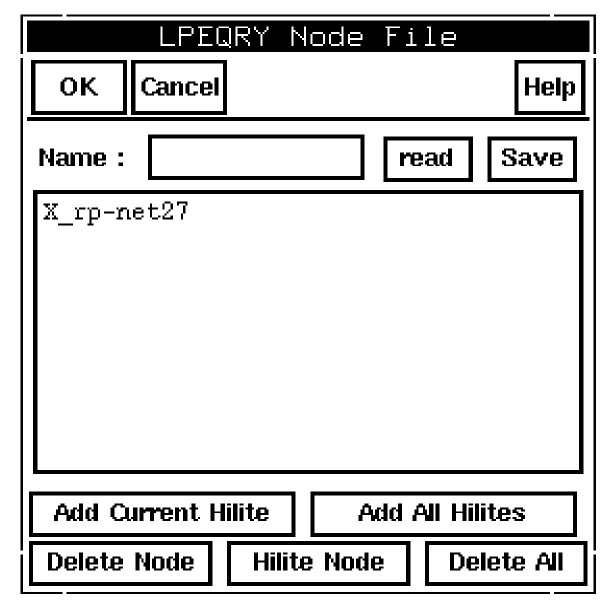 LPEQRY Node File
OK Cancel Help
Name : read Save
X_rp-net27
Add Current Hilite Add All Hilites
Delete Node Hilite Node Delete All